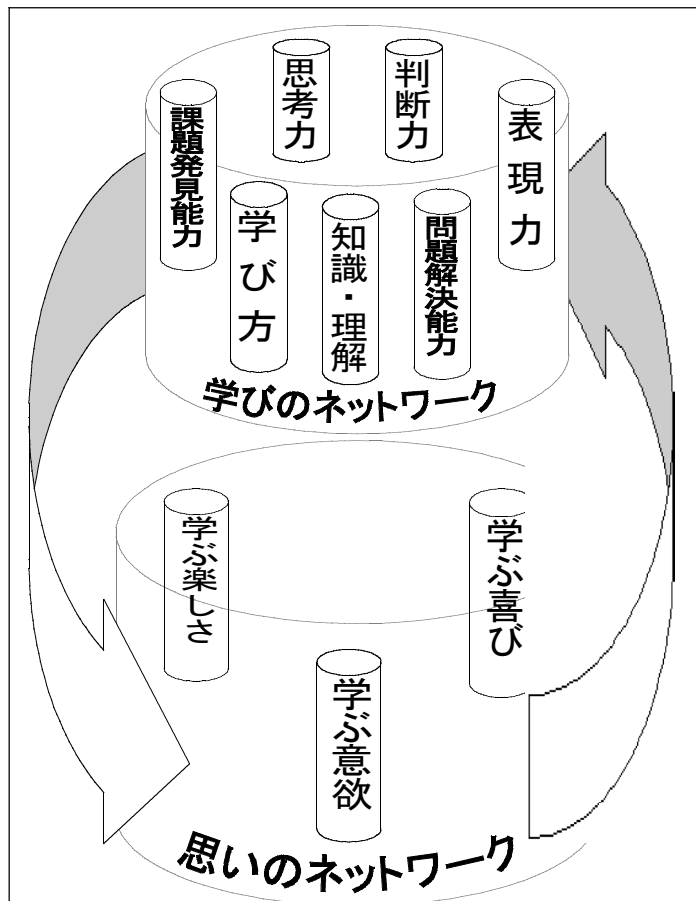 課題発見能力
思考力
判断力
表現力
学び方
知識・理解
問題解決能力
学びのネットワーク
学ぶ楽しさ
学ぶ喜び
学ぶ意欲
思いのネットワーク